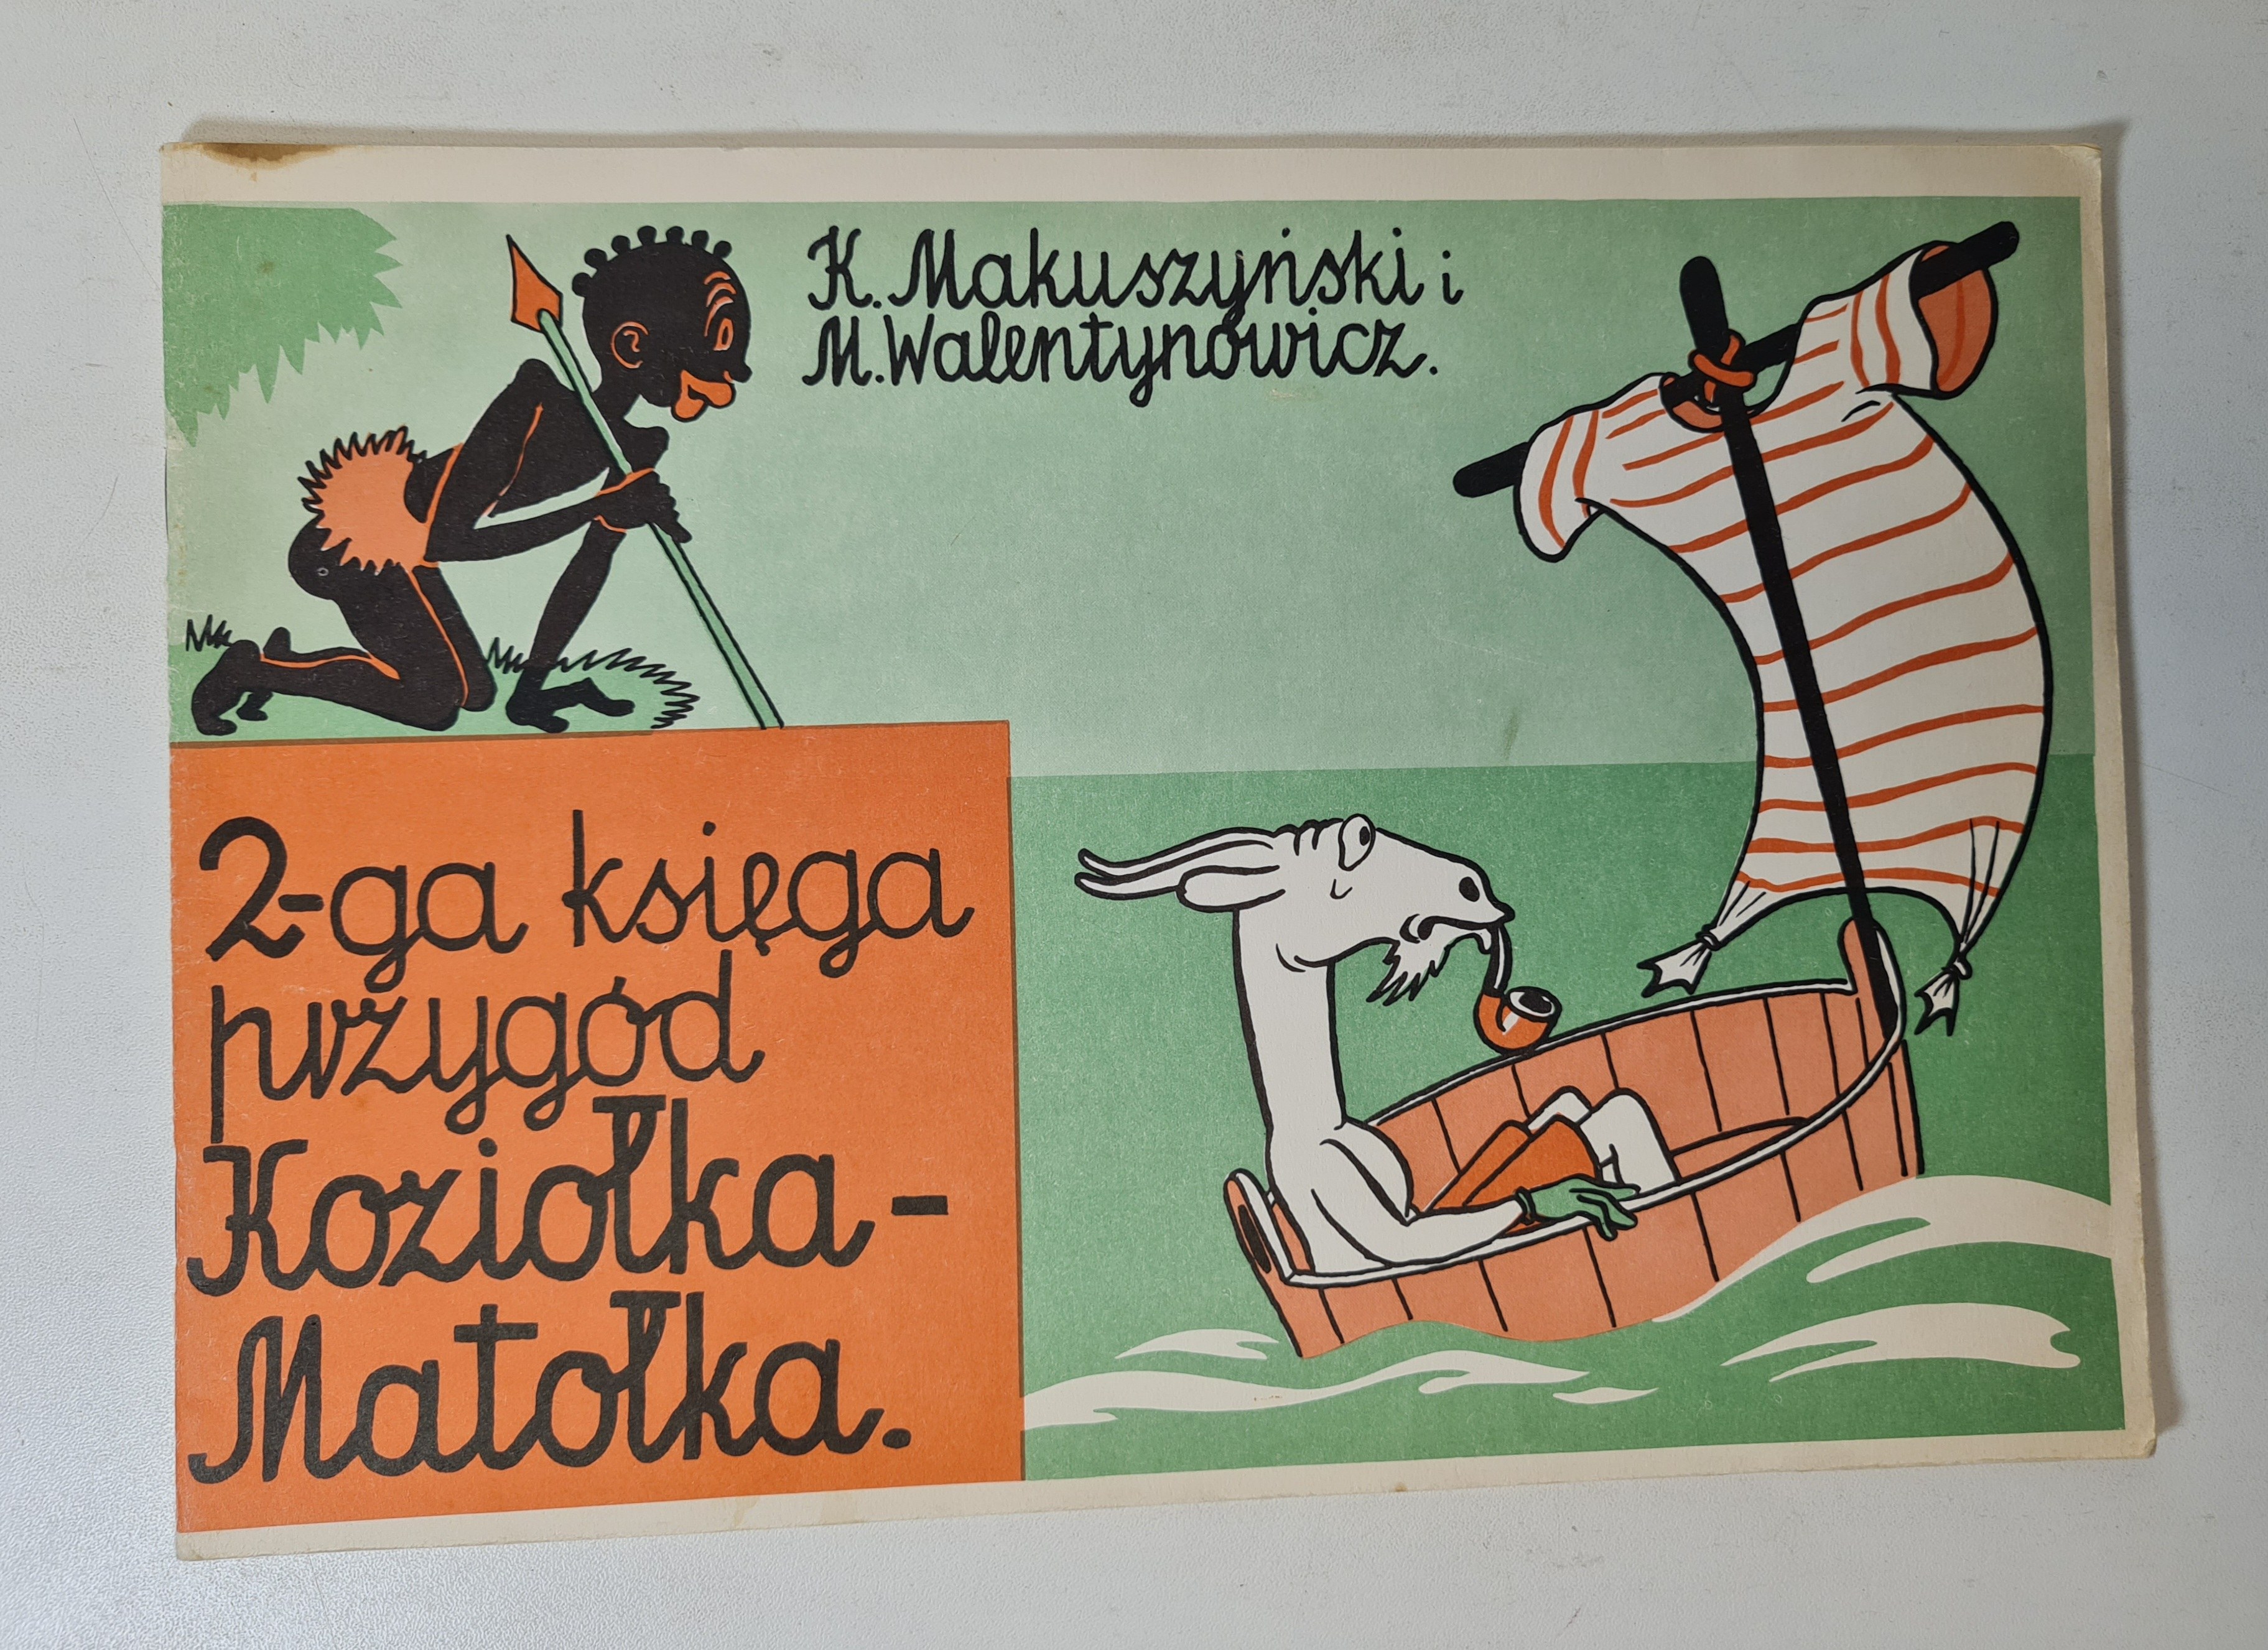 K. Makuszyński i
M. Walentynowicz.
2-ga księga
przygód
Koziołka-
Matołka.